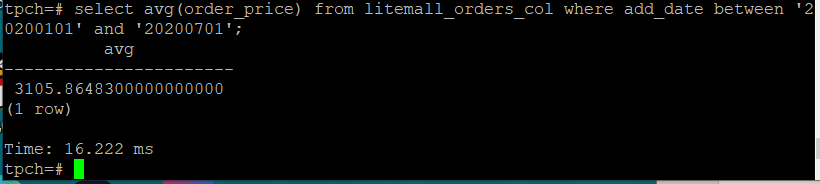 tpch=# select avg(order_price) from litemall_orders_col where add_date between '2
0200101' and '20200701';
avg
-----------------------
3105.8648300000000000
(1 row)
Time: 16.222 ms
tpch=#